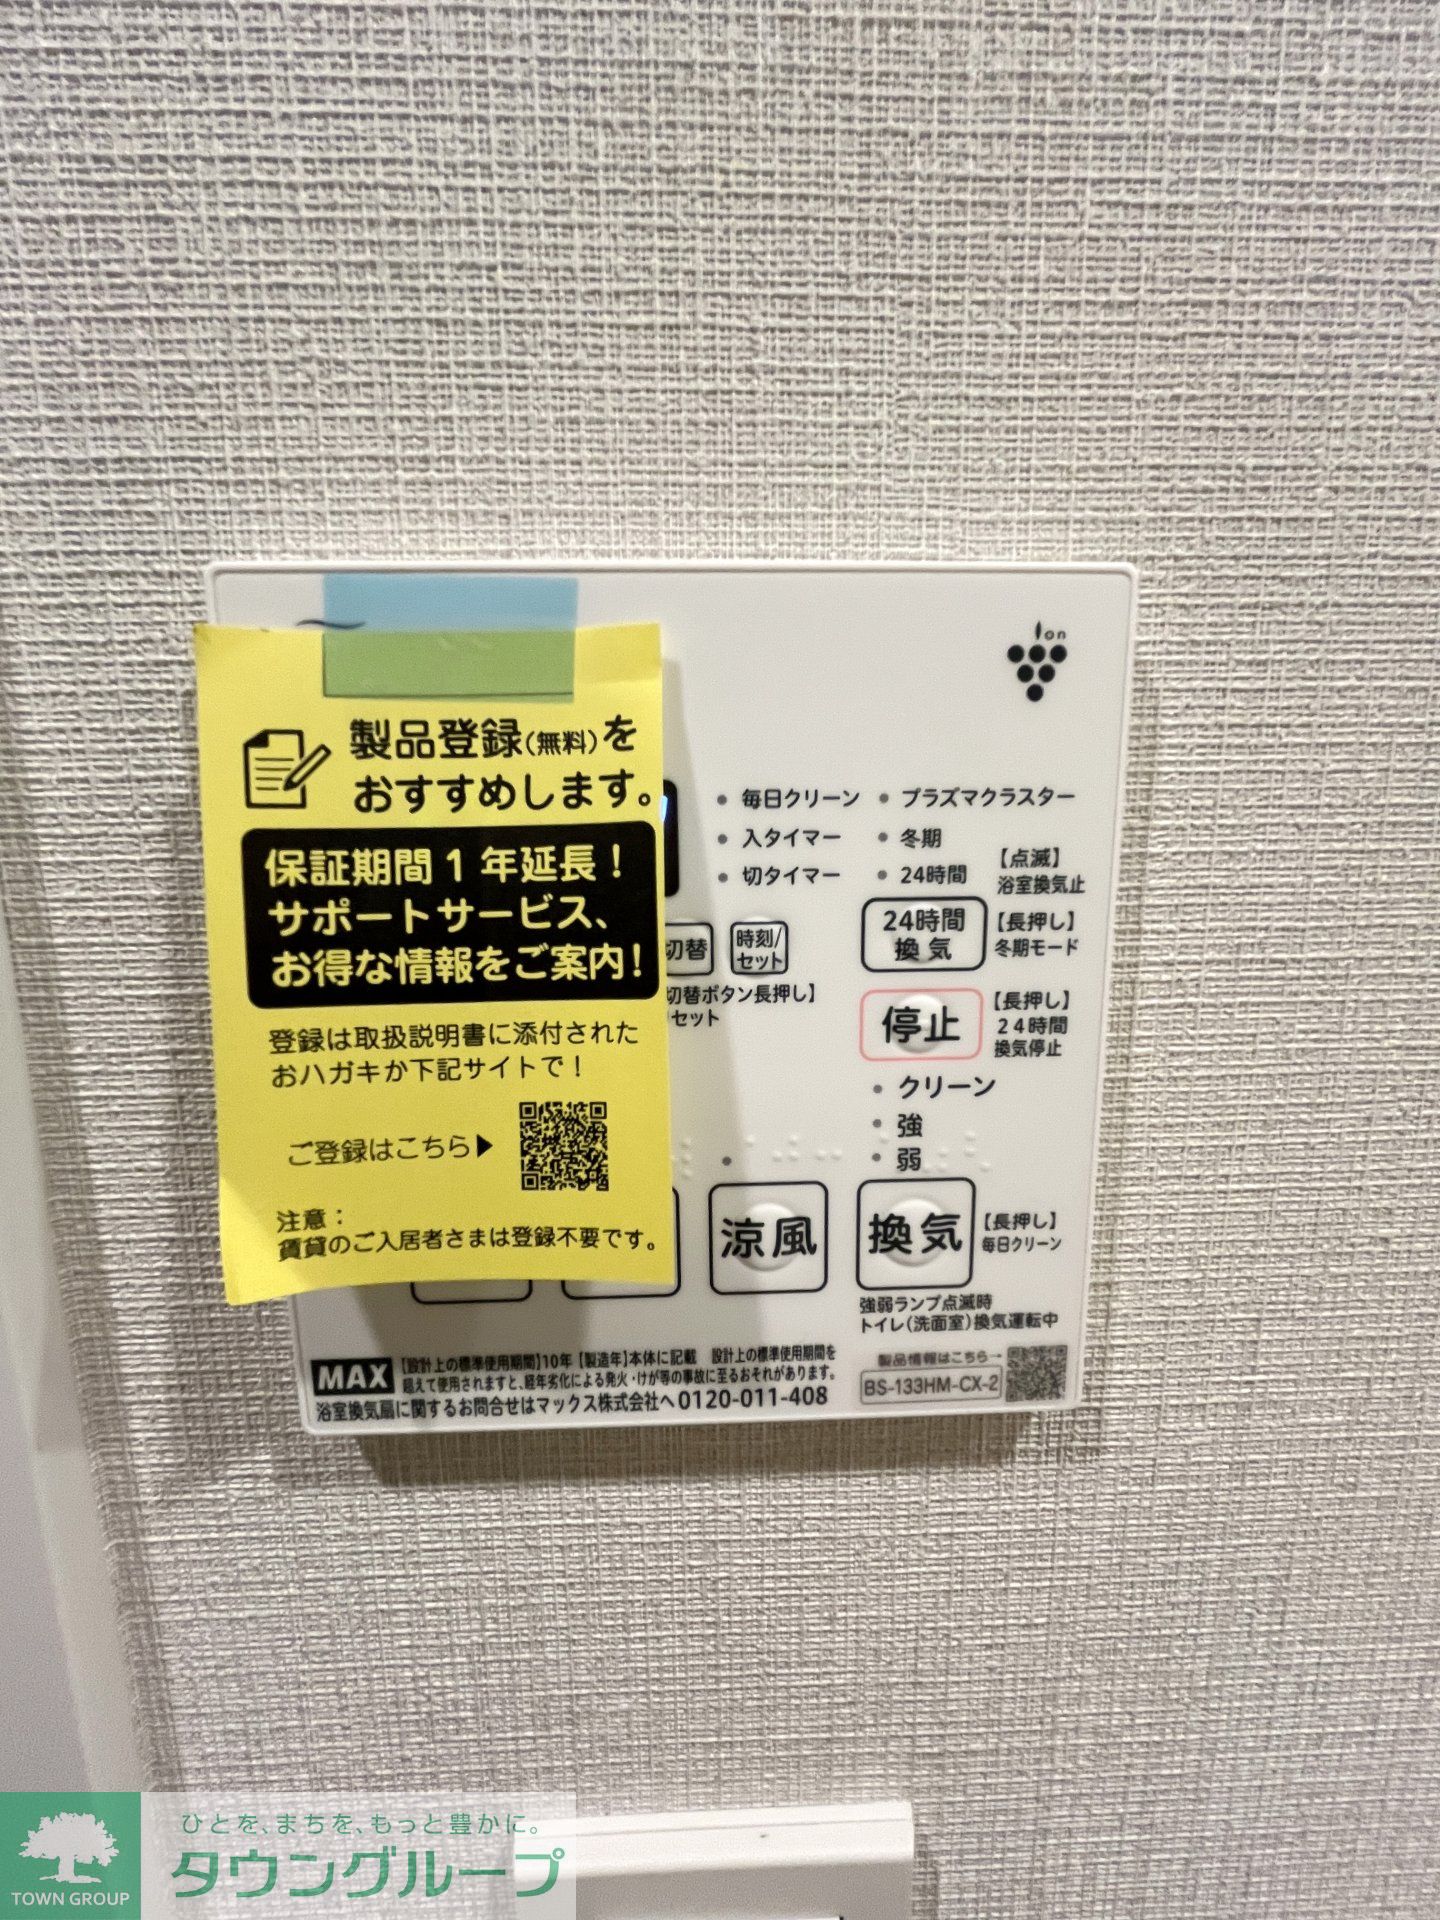 Ion
製品登録(無料)を
おすすめします。
保証期間1年延長！
サポートサービス、
お得な情報をご案内！
登録は取扱説明書に添付された
おハガキか下記サイトで！
ご登録はこちら▶
注意：
賃貸のご入居者さまは登録不要です。
毎日クリーン
プラズマクラスター
入タイマー
冬期
切タイマー
24時間
【点滅】
浴室換気止
切替
時刻/
セット
切替ボタン長押し】
セット
24時間
換気
【長押し】
冬期モード
停止
【長押し】
24時間
換気停止
クリーン
強
弱
涼風
換気
【長押し】
毎日クリーン
強弱ランプ点滅時
トイレ(洗面室)換気運転中
MAX
【設計上の標準使用期間】10年 【製造年】本体に記載 設計上の標準使用期間を
超えて使用されますと、経年劣化による発火・けが等の事故に至るおそれがあります。
浴室換気扇に関するお問合せはマックス株式会社へ0120-011-408
製品情報はこちら→
BS-133HM-CX-2
TOWN GROUP
ひとを、まちを、もっと豊かに。
タウングループ